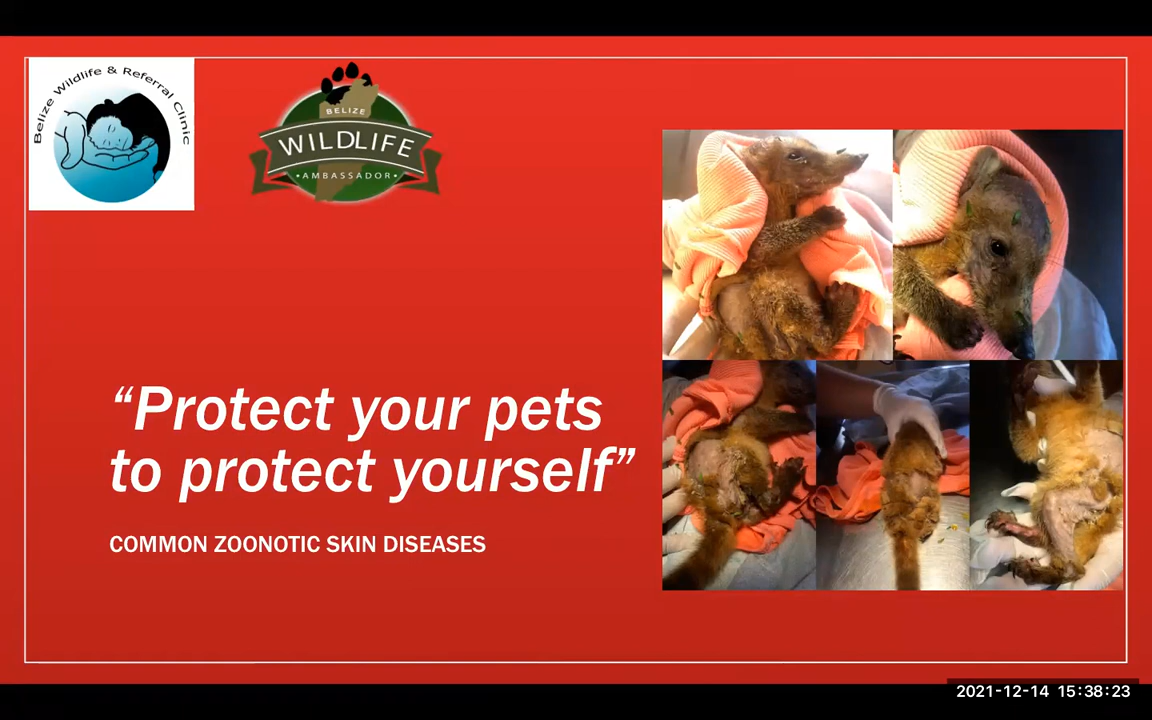 Belize Wildlife & Referral Clinic
BELIZE
WILDLIFE
•AMBASSADOR•
“Protect your pets
to protect yourself”
COMMON ZOONOTIC SKIN DISEASES
2021-12-14 15:38:23